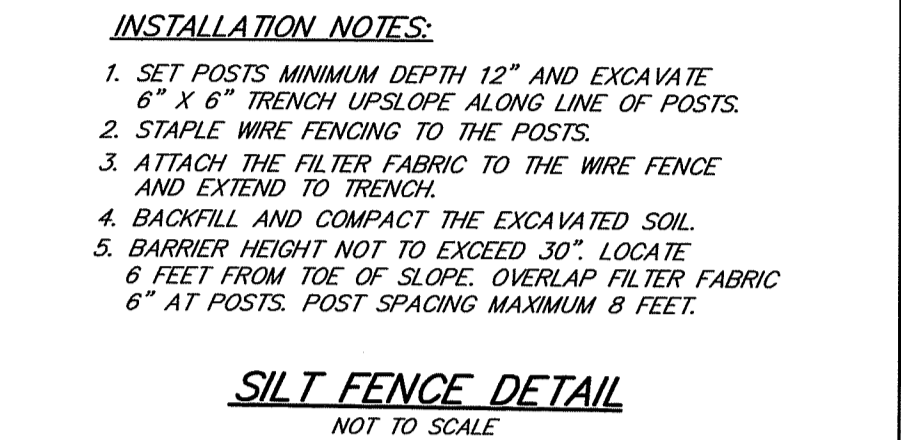 INSTALLATION NOTES:
1. SET POSTS MINIMUM DEPTH 12" AND EXCAVATE
6" X 6" TRENCH UPSLOPE ALONG LINE OF POSTS.
2. STAPLE WIRE FENCING TO THE POSTS.
3. ATTACH THE FILTER FABRIC TO THE WIRE FENCE
AND EXTEND TO TRENCH.
4. BACKFILL AND COMPACT THE EXCAVATED SOIL.
5. BARRIER HEIGHT NOT TO EXCEED 30". LOCATE
6 FEET FROM TOE OF SLOPE. OVERLAP FILTER FABRIC
6" AT POSTS. POST SPACING MAXIMUM 8 FEET.
SILT FENCE DETAIL
NOT TO SCALE